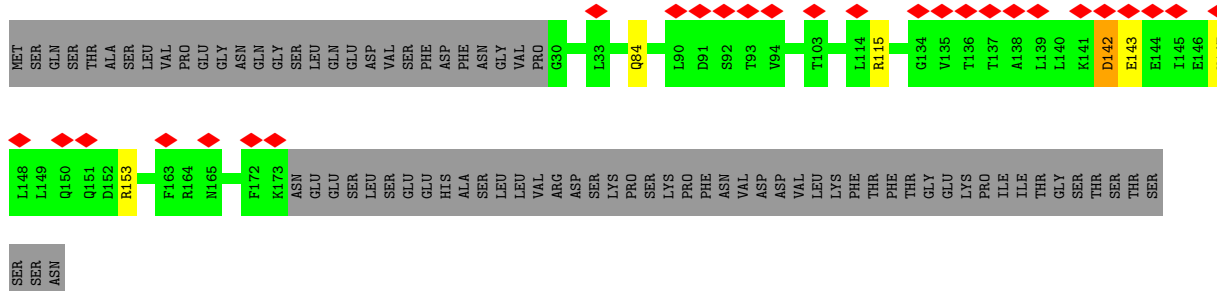 MET SER GLN SER THR ALA SER LEU VAL PRO GLU GLY ASN GLN GLY SER LEU GLN GLU ASP VAL SER PHE ASP PHE ASN GLY VAL PRO G30 L33 Q84 L90 D91 S92 T93 V94 T103 L114 R115 G134 V135 T136 T137 A138 L139 L140 K141 D142 E143 E144 I145 E146
L148 L149 Q150 Q151 D152 R153 F163 R164 N165 F172 K173 ASN GLU GLU SER LEU SER GLU GLU HIS ALA SER LEU LEU VAL ARG ASP SER LYS PRO SER LYS PRO PHE ASN VAL ASP ASP VAL LEU LYS PHE THR PHE THR GLY GLU LYS PRO ILE ILE THR GLY SER THR SER THR SER
SER SER ASN